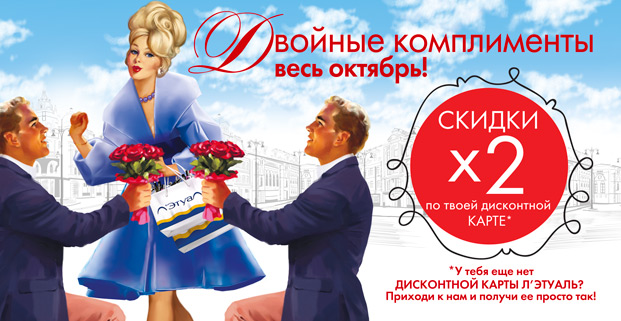 Двойные комплименты
весь октябрь!
СКИДКИ
x2
по твоей дисконтной
КАРТЕ*
Л'Этуаль
*У тебя еще нет
ДИСКОНТНОЙ КАРТЫ Л'ЭТУАЛЬ?
Приходи к нам и получи ее просто так!